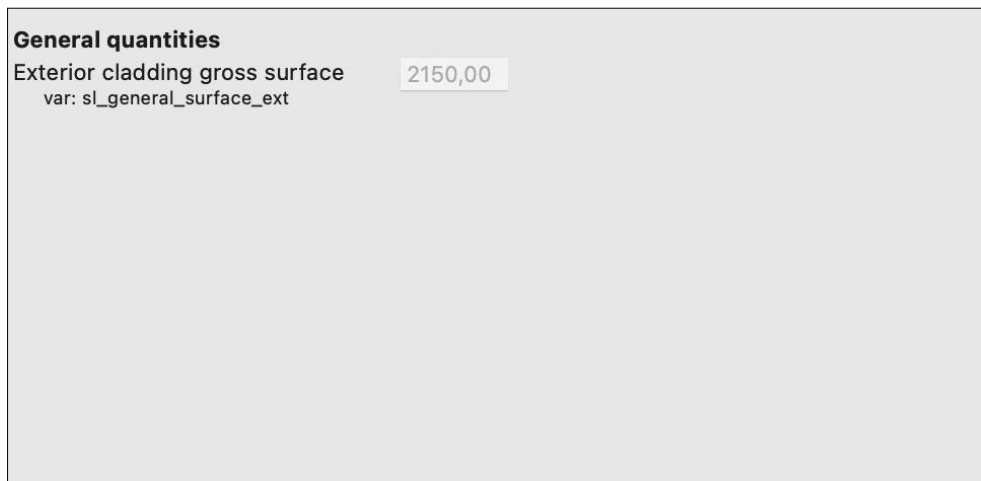 General quantities
Exterior cladding gross surface 2150,00
var: sl_general_surface_ext